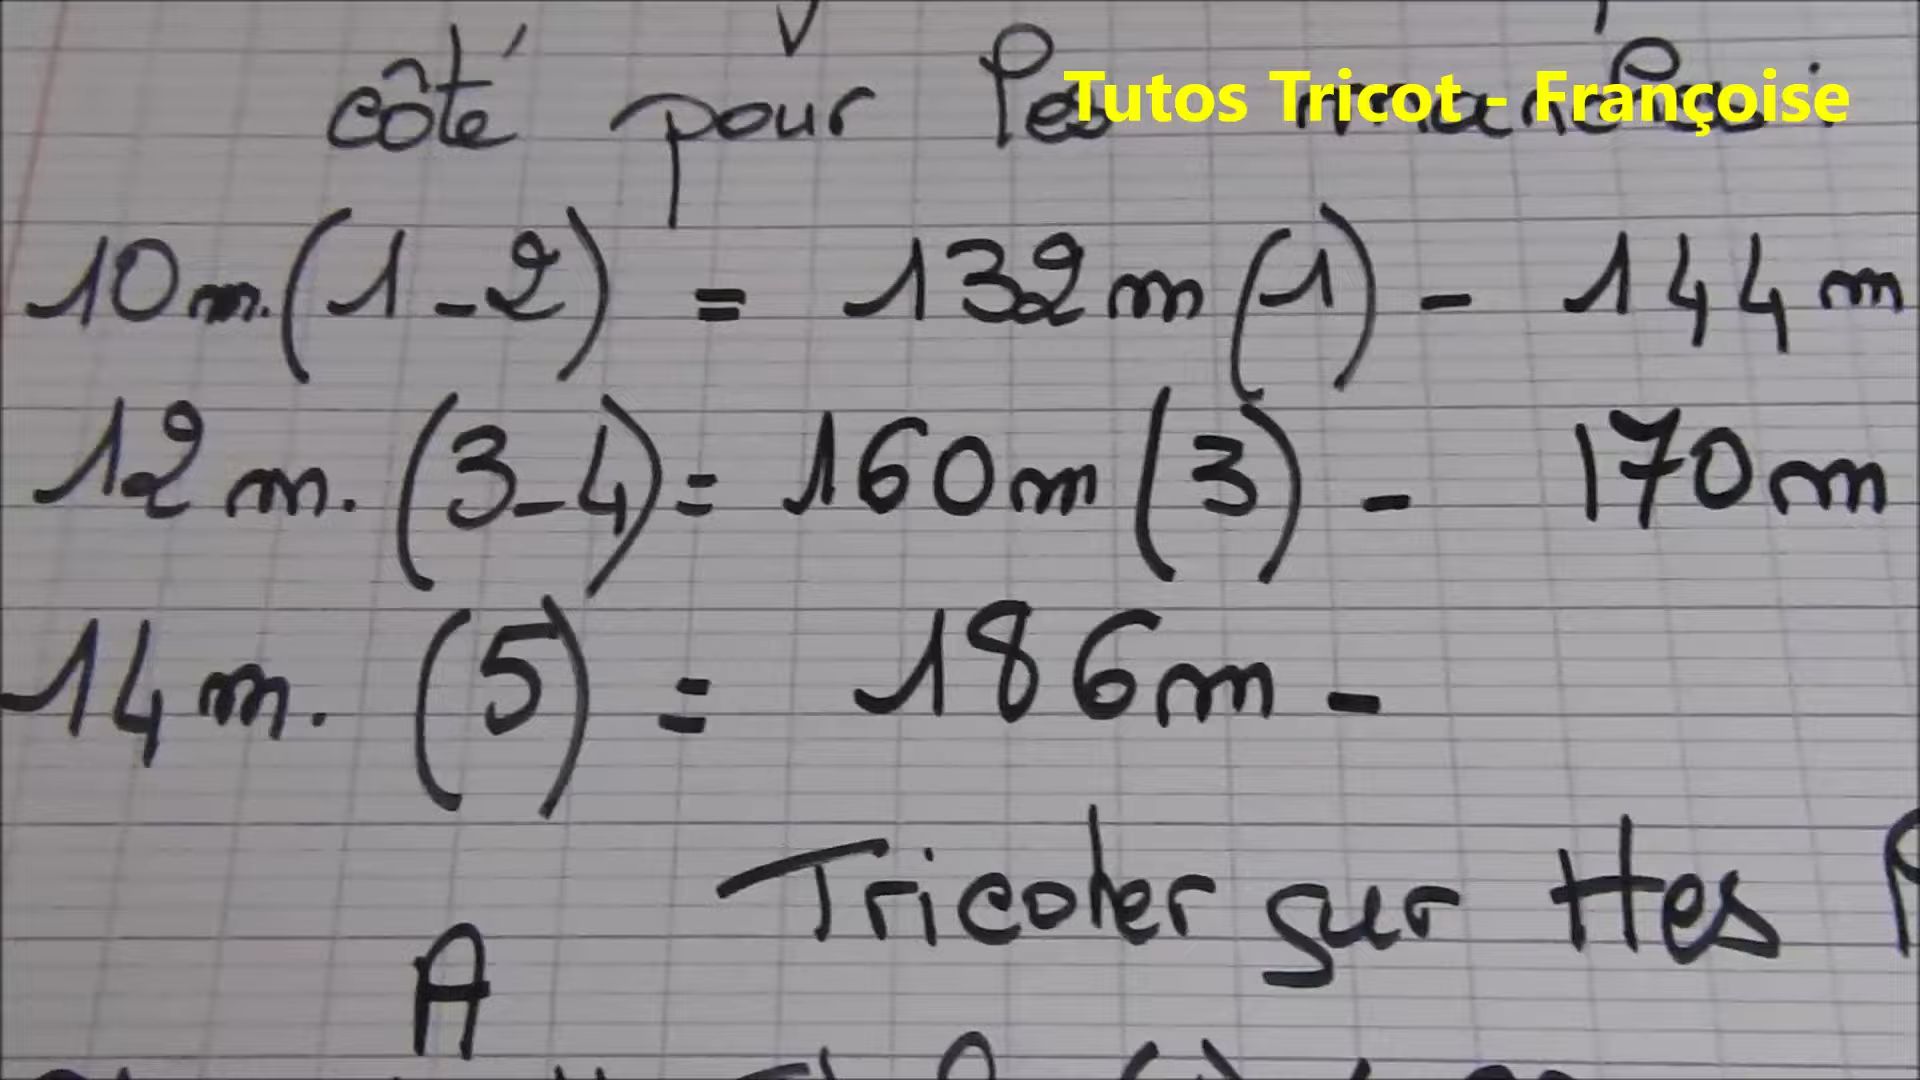 côté pour les
Tutos Tricot - Françoise
10m. (1-2) = 132m (1) - 144m
12m. (3-4) = 160m (3) - 170m
14m. (5) = 186m -
Tricoter sur ttes
A